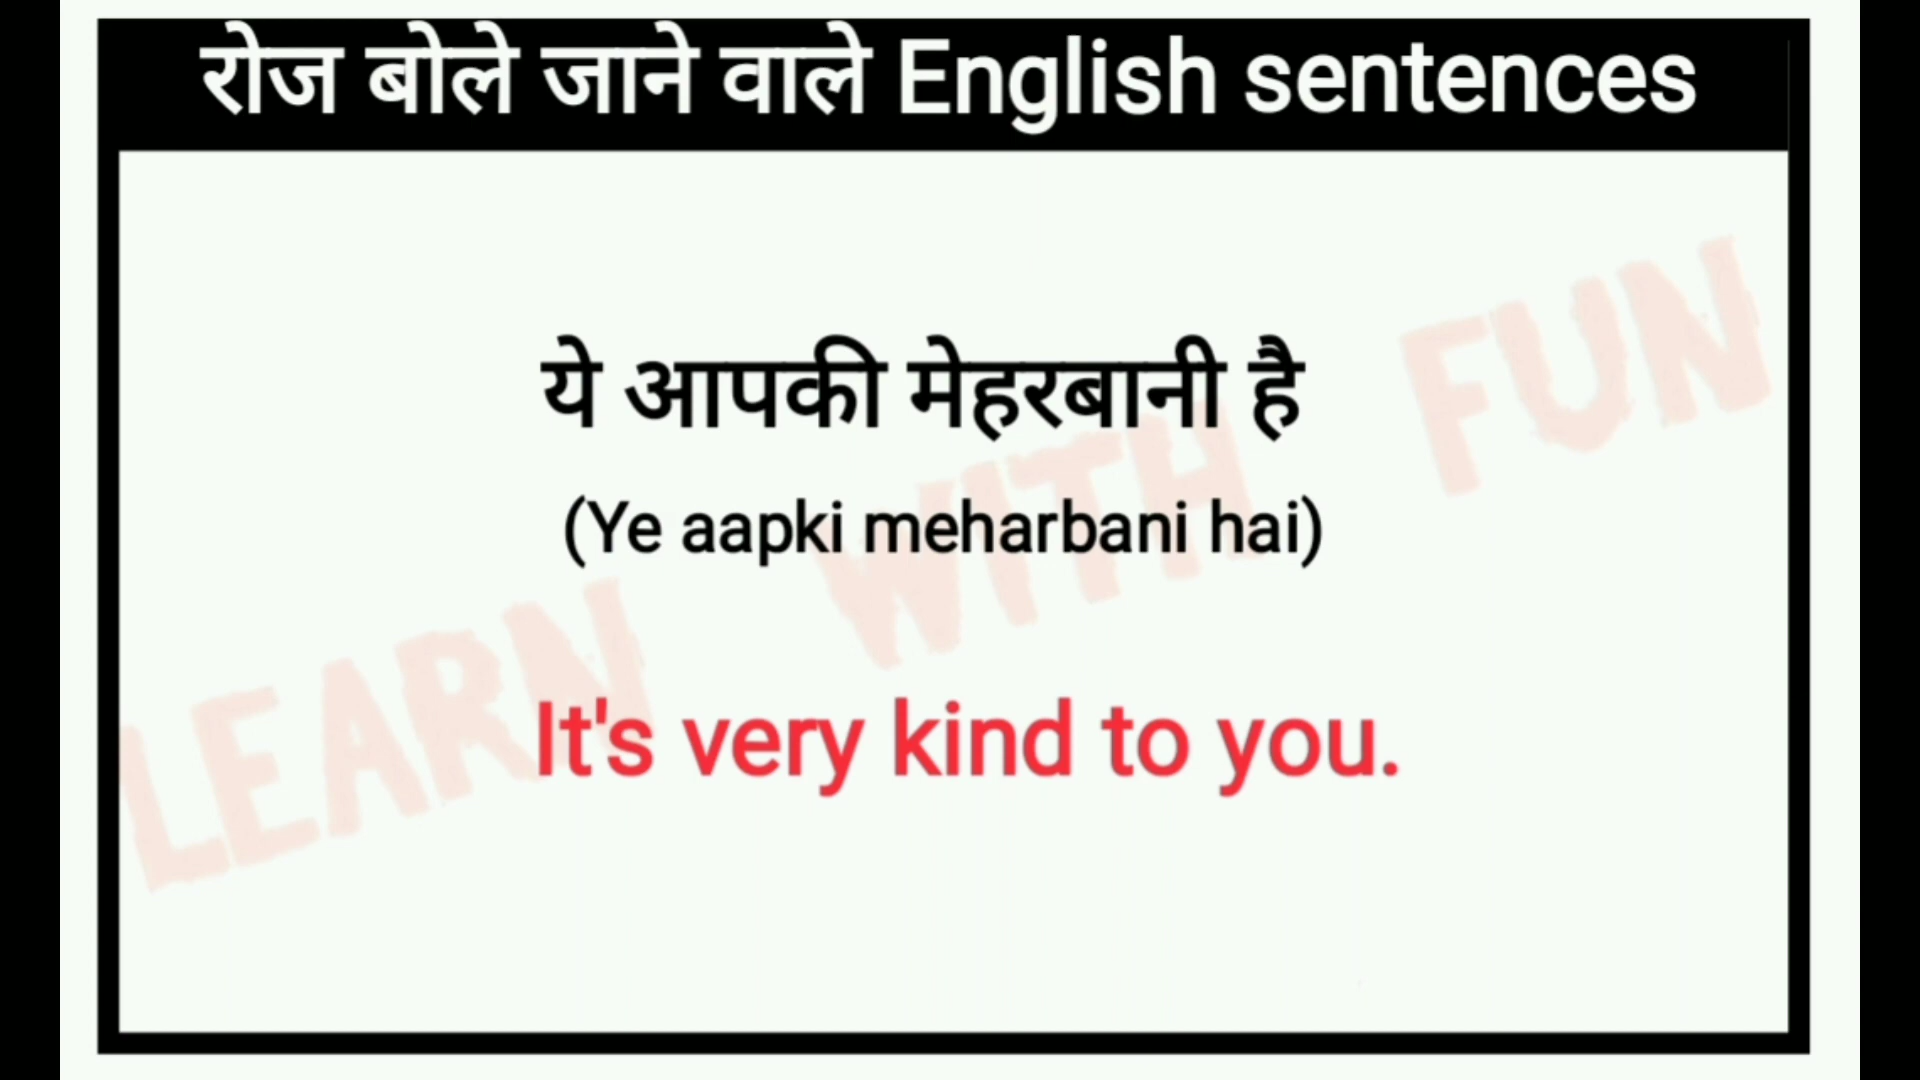 रोज बोले जाने वाले English sentences
ये आपकी मेहरबानी है
(Ye aapki meharbani hai)
It's very kind to you.
LEARN WITH FUN